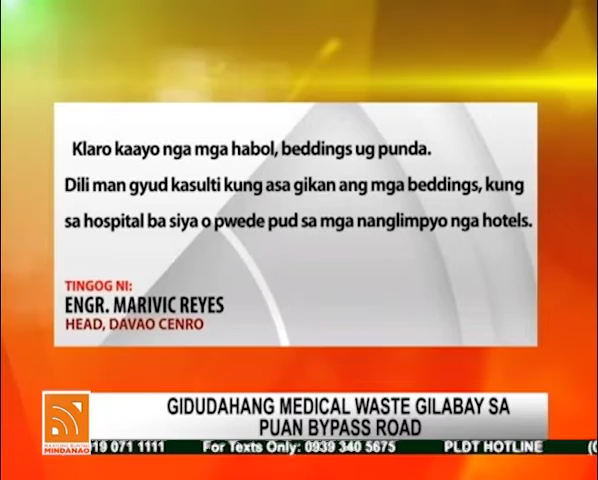 Klaro kaayo nga mga habol, beddings ug punda.
Dili man gyud kasulti kung asa gikan ang mga beddings, kung
sa hospital ba siya o pwede pud sa mga nanglimpyo nga hotels.
TINGOG NI:
ENGR. MARIVIC REYES
HEAD, DAVAO CENRO
GIDUDAHANG MEDICAL WASTE GILABAY SA
PUAN BYPASS ROAD
MINDANAO
19 071 1111 For Texts Only: 0939 340 5675 PLDT HOTLINE